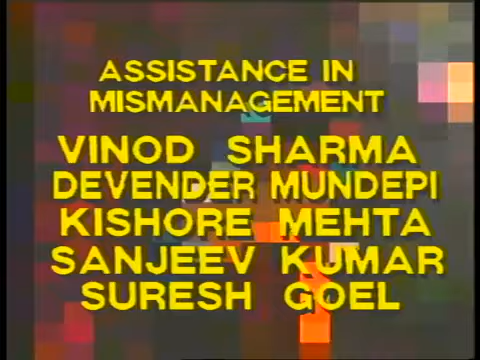 ASSISTANCE IN
MISMANAGEMENT
VINOD SHARMA
DEVENDER MUNDEPI
KISHORE MEHTA
SANJEEV KUMAR
SURESH GOEL